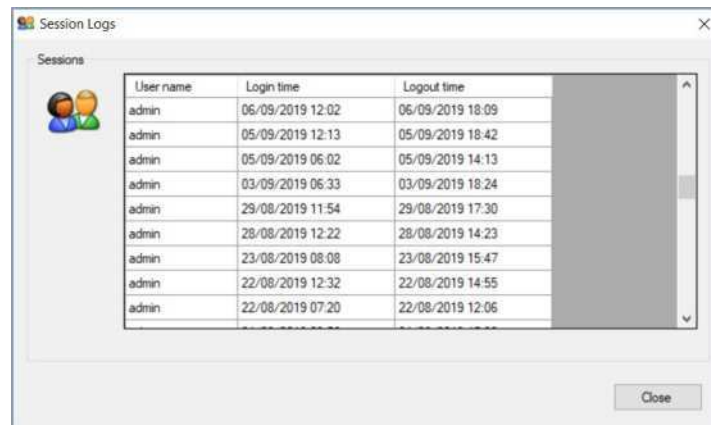 Session Logs
Sessions
User name Login time Logout time
admin 06/09/2019 12:02 06/09/2019 18:09
admin 05/09/2019 12:13 05/09/2019 18:42
admin 05/09/2019 06:02 05/09/2019 14:13
admin 03/09/2019 06:33 03/09/2019 18:24
admin 29/08/2019 11:54 29/08/2019 17:30
admin 28/08/2019 12:22 28/08/2019 14:23
admin 23/08/2019 08:08 23/08/2019 15:47
admin 22/08/2019 12:32 22/08/2019 14:55
admin 22/08/2019 07:20 22/08/2019 12:06
Close